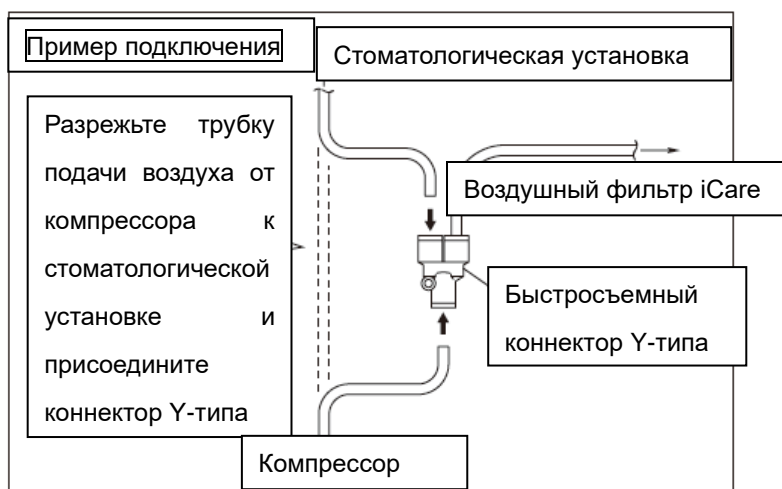 Пример подключения
Стоматологическая установка
Разрежьте трубку
подачи воздуха от
компрессора к
стоматологической
установке и
присоедините
коннектор Y-типа
Воздушный фильтр iCare
Быстросъемный
коннектор Y-типа
Компрессор